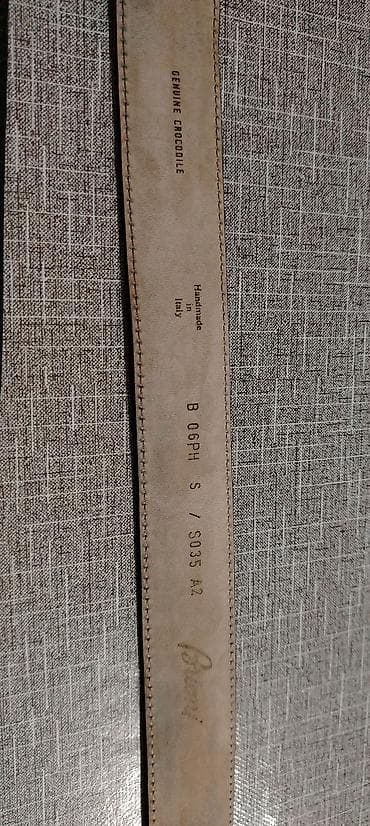 GENUINE CROCODILE
Handmade
in
Italy
B 06PH S / S035 A2
Brioni